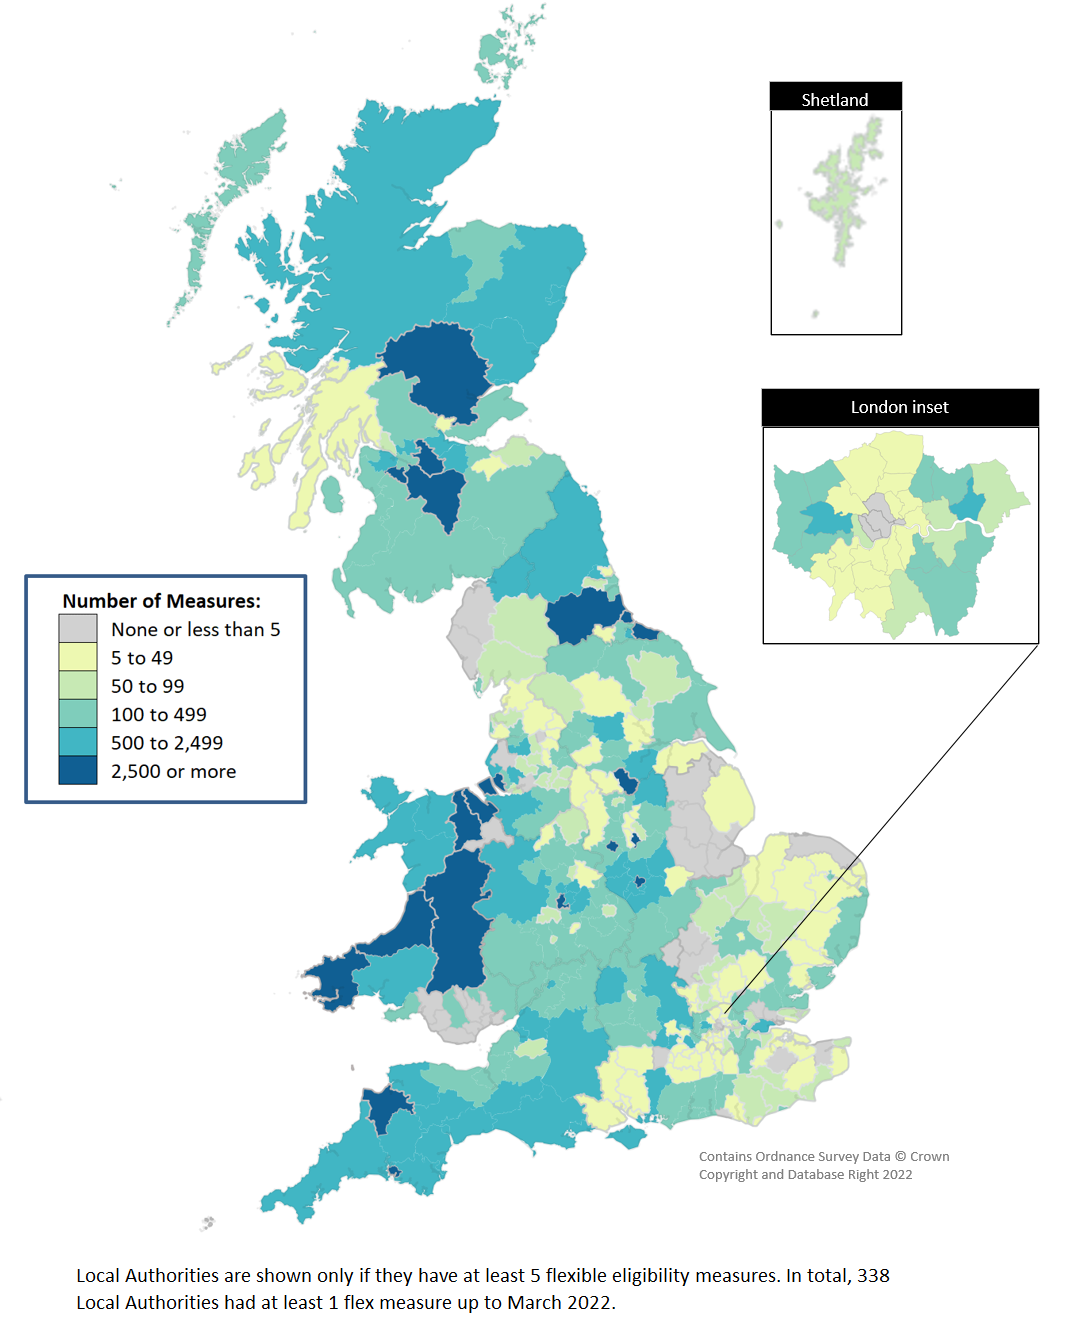 Shetland
London inset
Number of Measures:
None or less than 5
5 to 49
50 to 99
100 to 499
500 to 2,499
2,500 or more
Contains Ordnance Survey Data © Crown
Copyright and Database Right 2022
Local Authorities are shown only if they have at least 5 flexible eligibility measures. In total, 338
Local Authorities had at least 1 flex measure up to March 2022.